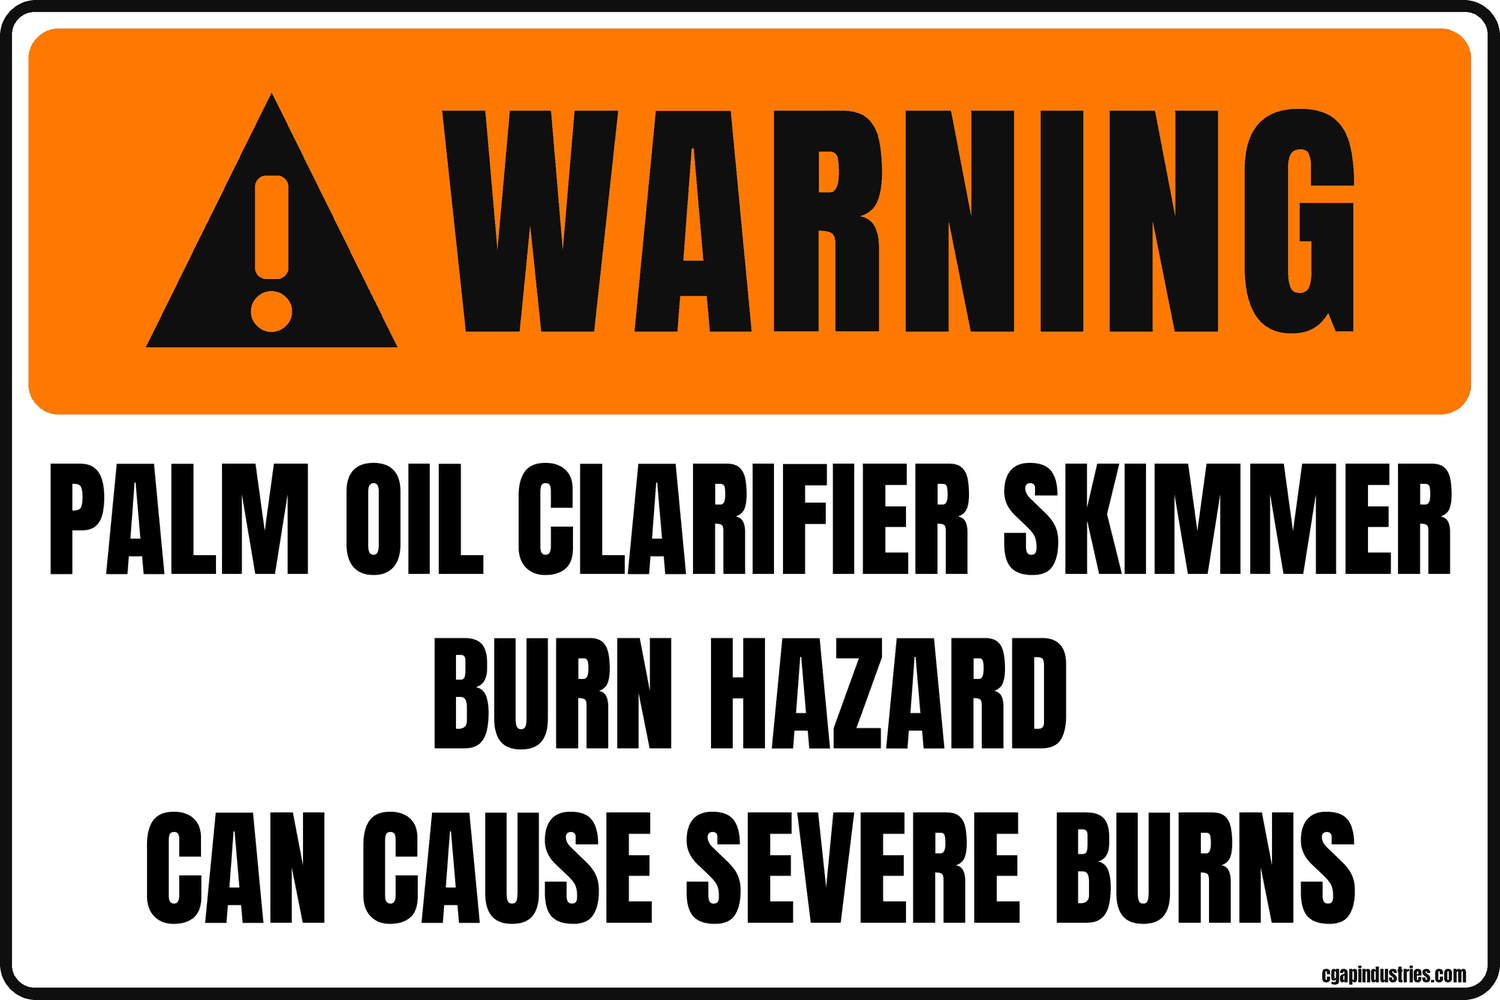 WARNING
PALM OIL CLARIFIER SKIMMER
BURN HAZARD
CAN CAUSE SEVERE BURNS
cgapindustries.com